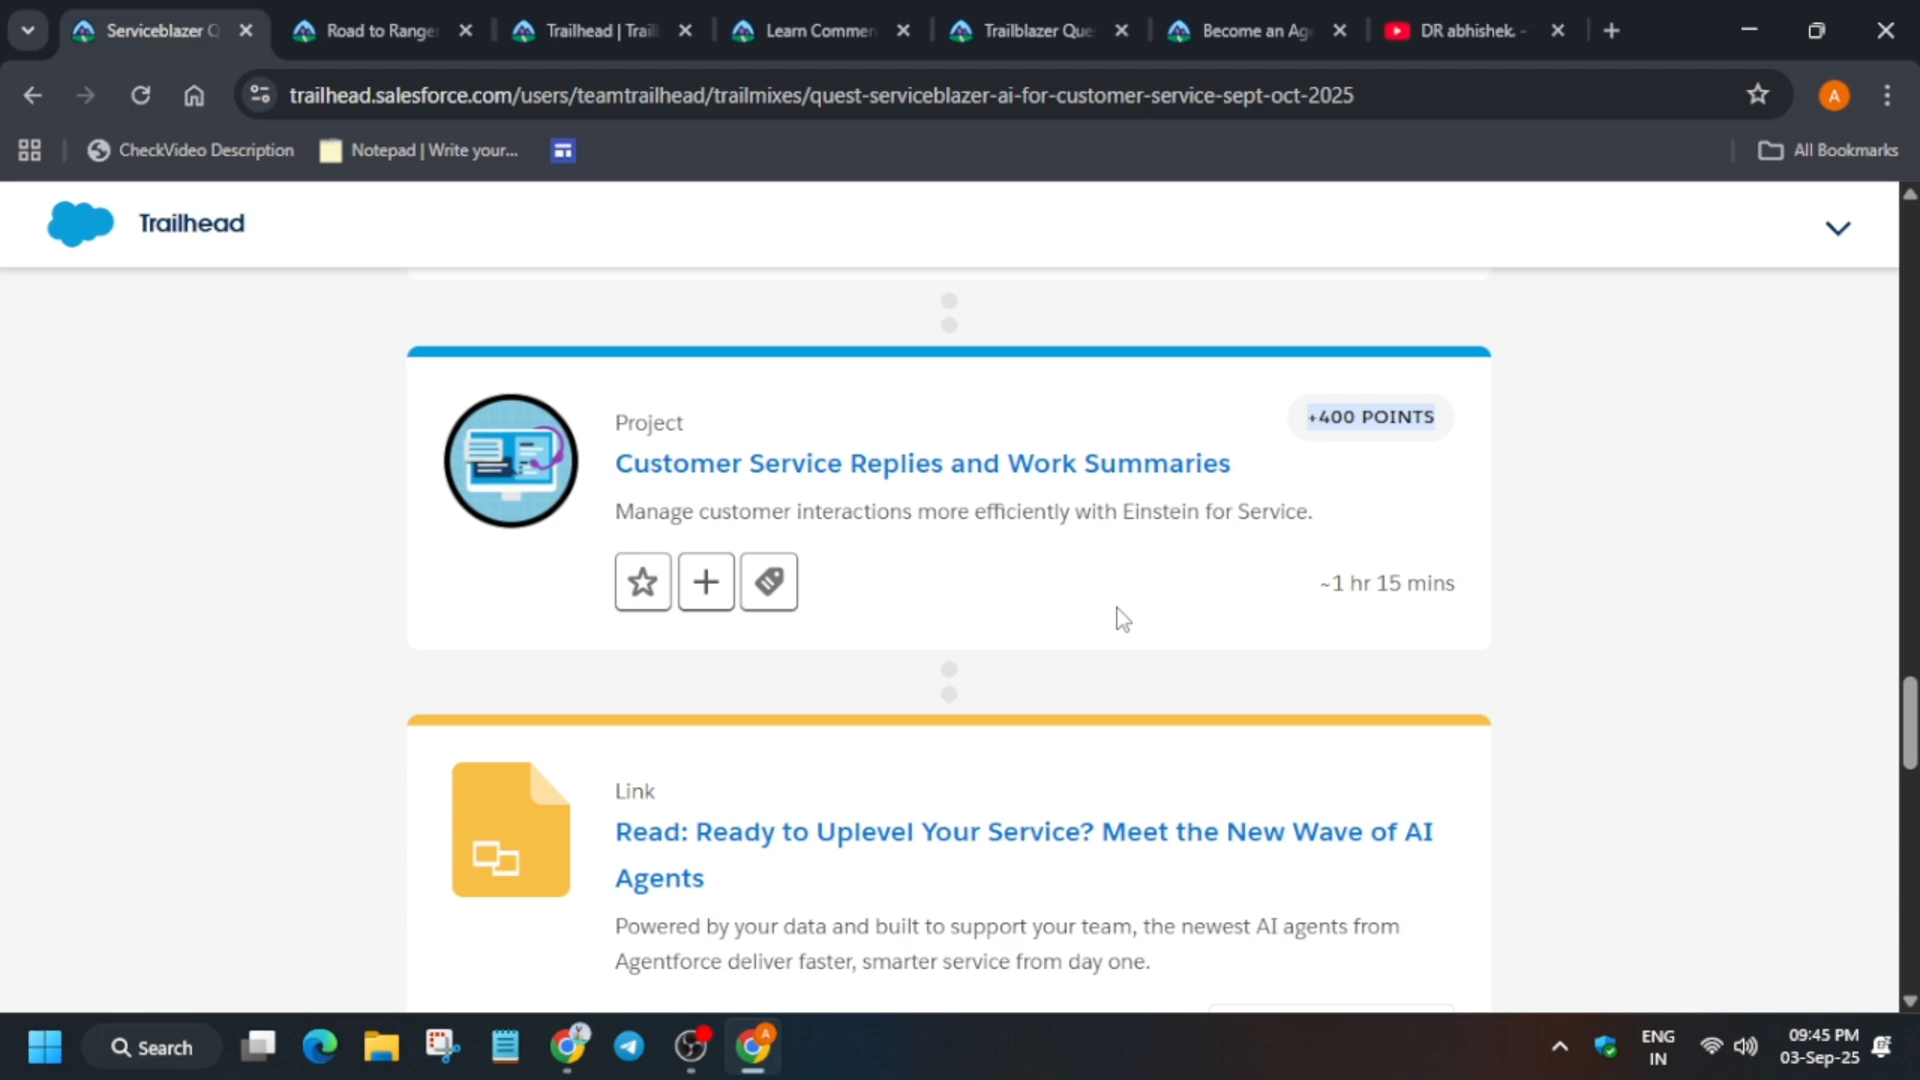 Serviceblazer Q
Road to Ranger
Trailhead | Trail
Learn Commer
Trailblazer Que
Become an Ag
DR abhishek -
trailhead.salesforce.com/users/teamtrailhead/trailmixes/quest-serviceblazer-ai-for-customer-service-sept-oct-2025
A
CheckVideo Description
Notepad | Write your...
All Bookmarks
Trailhead
Project
+400 POINTS
Customer Service Replies and Work Summaries
Manage customer interactions more efficiently with Einstein for Service.
~1 hr 15 mins
Link
Read: Ready to Uplevel Your Service? Meet the New Wave of AI
Agents
Powered by your data and built to support your team, the newest AI agents from
Agentforce deliver faster, smarter service from day one.
Search
A
ENG
IN
09:45 PM
03-Sep-25